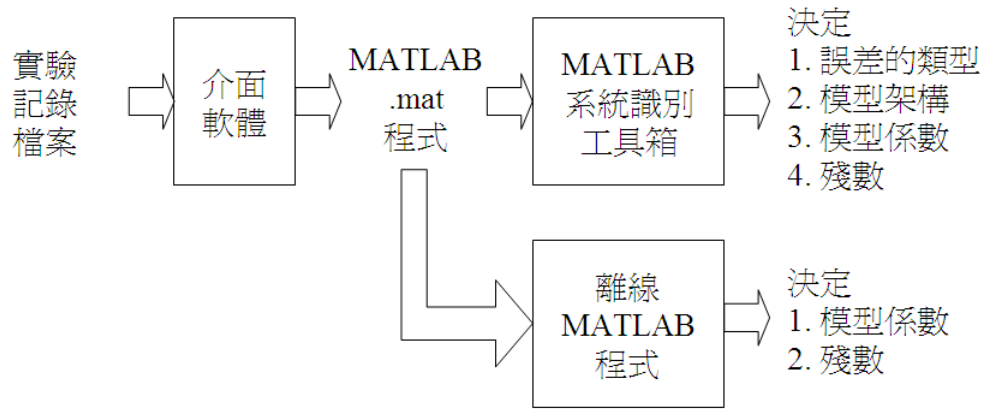 實驗
記錄
檔案
介面
軟體
MATLAB
.mat
程式
MATLAB
系統識別
工具箱
決定
1. 誤差的類型
2. 模型架構
3. 模型係數
4. 殘數
離線
MATLAB
程式
決定
1. 模型係數
2. 殘數